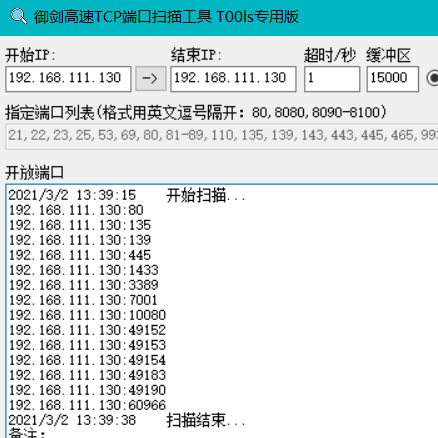 御剑高速TCP端口扫描工具 T00ls专用版
开始IP: 结束IP: 超时/秒 缓冲区
192.168.111.130 -> 192.168.111.130 1 15000
指定端口列表(格式用英文逗号隔开: 80,8080,8090-8100)
21,22,23,25,53,69,80,81-89,110,135,139,143,443,445,465,993
开放端口
2021/3/2 13:39:15 开始扫描...
192.168.111.130:80
192.168.111.130:135
192.168.111.130:139
192.168.111.130:445
192.168.111.130:1433
192.168.111.130:3389
192.168.111.130:7001
192.168.111.130:10080
192.168.111.130:49152
192.168.111.130:49153
192.168.111.130:49154
192.168.111.130:49183
192.168.111.130:49190
192.168.111.130:60966
2021/3/2 13:39:38 扫描结束...
备注: